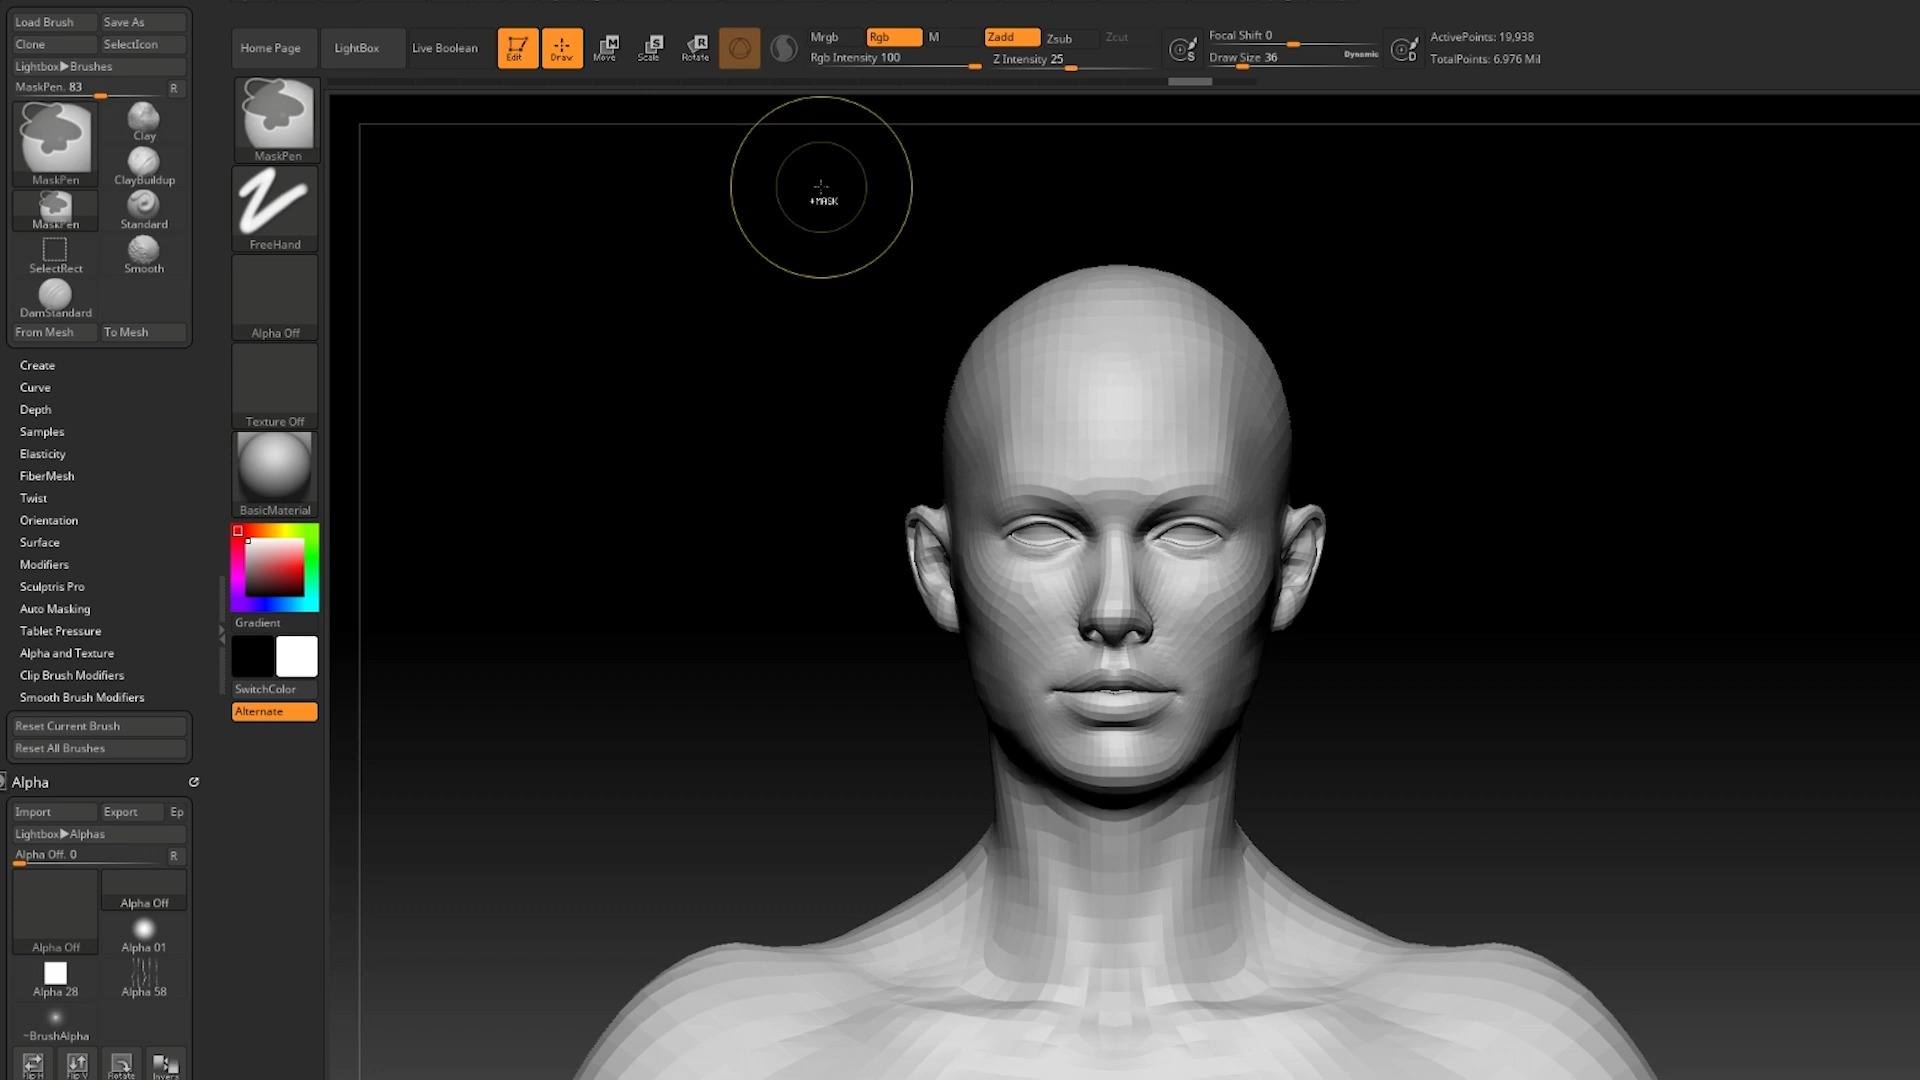 Load Brush Save As
Clone SelectIcon
Lightbox▶Brushes
MaskPen. 83 R
MaskPen
Clay
ClayBuildup
MaskPen Standard
SelectRect Smooth
DamStandard
From Mesh To Mesh
Create
Curve
Depth
Samples
Elasticity
FiberMesh
Twist
Orientation
Surface
Modifiers
Sculptris Pro
Auto Masking
Tablet Pressure
Alpha and Texture
Clip Brush Modifiers
Smooth Brush Modifiers
Reset Current Brush
Reset All Brushes
Alpha
Import Export Ep
Lightbox▶Alphas
Alpha Off. 0 R
Alpha Off
Alpha Off Alpha 01
Alpha 28 Alpha 58
~BrushAlpha
Flip H Flip V Rotate Invers
MaskPen
FreeHand
Alpha Off
Texture Off
BasicMaterial
Gradient
SwitchColor
Alternate
Home Page LightBox Live Boolean
Edit Draw Move Scale Rotate
Mrgb Rgb M
Rgb Intensity 100
Zadd Zsub Zcut
Z Intensity 25
S
Focal Shift 0
Draw Size 36 Dynamic
D
ActivePoints: 19,938
TotalPoints: 6.976 Mil
+MASK